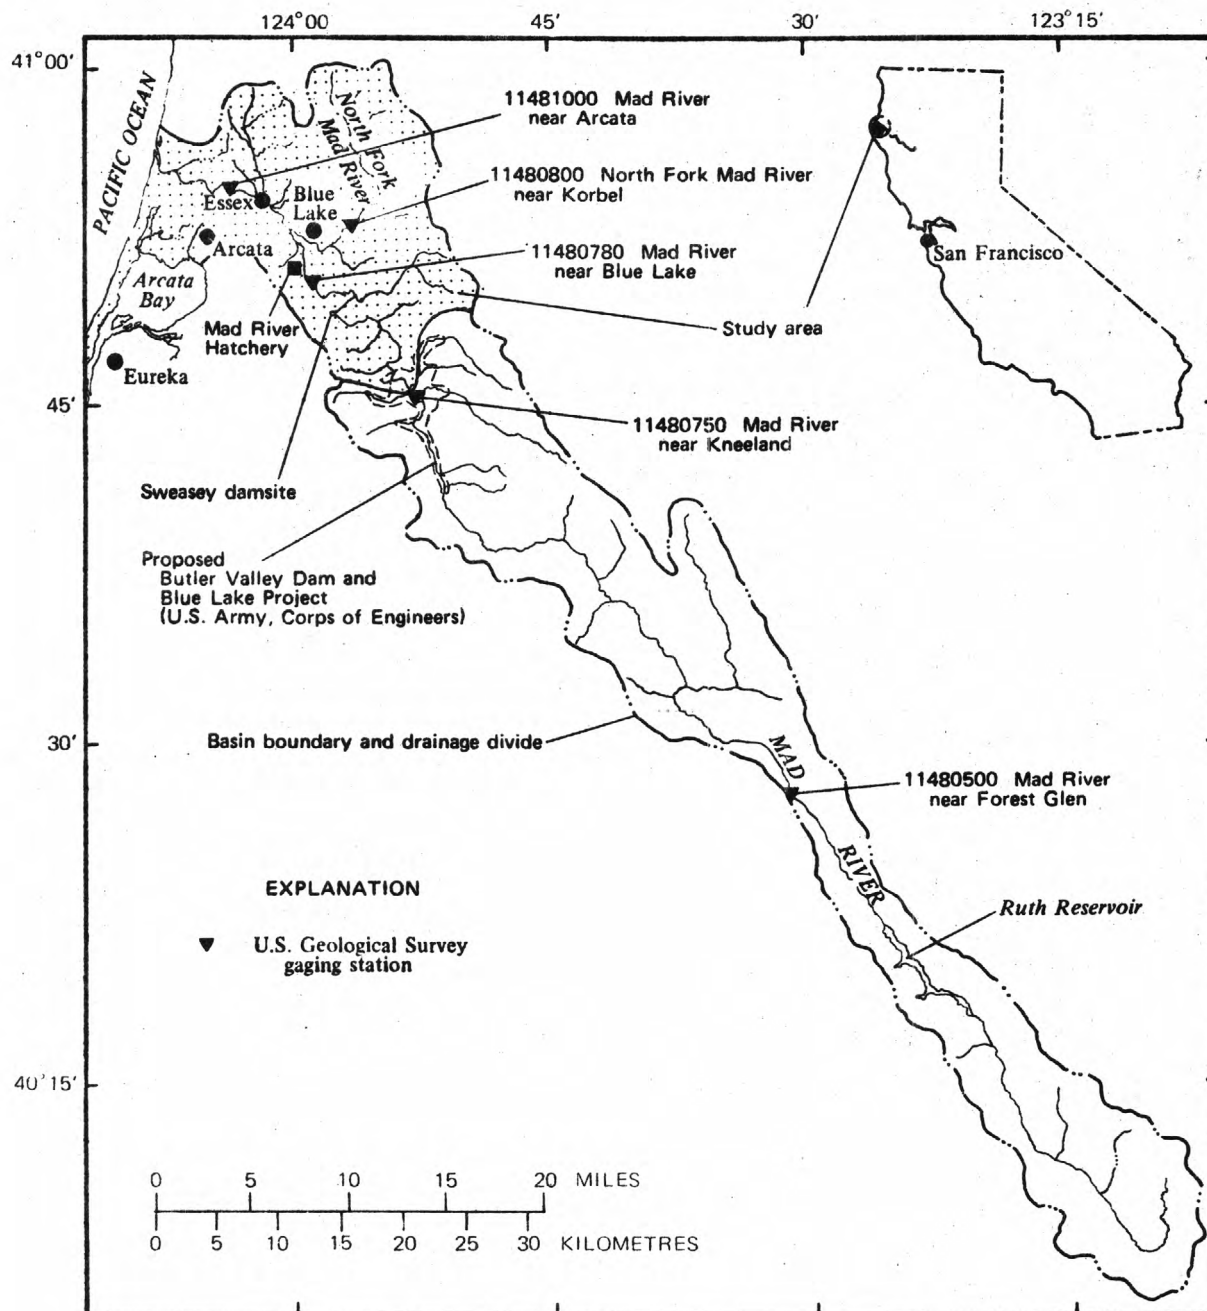 124°00'
45'
30'
123°15'
41°00'
PACIFIC OCEAN
North Fork
Mad River
11481000 Mad River
near Arcata
11480800 North Fork Mad River
near Korbel
Essex
Blue
Lake
Arcata
11480780 Mad River
near Blue Lake
San Francisco
Arcata
Bay
Mad River
Hatchery
Study area
Eureka
45'
11480750 Mad River
near Kneeland
Sweasey damsite
Proposed
Butler Valley Dam and
Blue Lake Project
(U.S. Army, Corps of Engineers)
Basin boundary and drainage divide
30'
MAD
RIVER
11480500 Mad River
near Forest Glen
EXPLANATION
U.S. Geological Survey
gaging station
Ruth Reservoir
40°15'
0 5 10 15 20 MILES
0 5 10 15 20 25 30 KILOMETRES